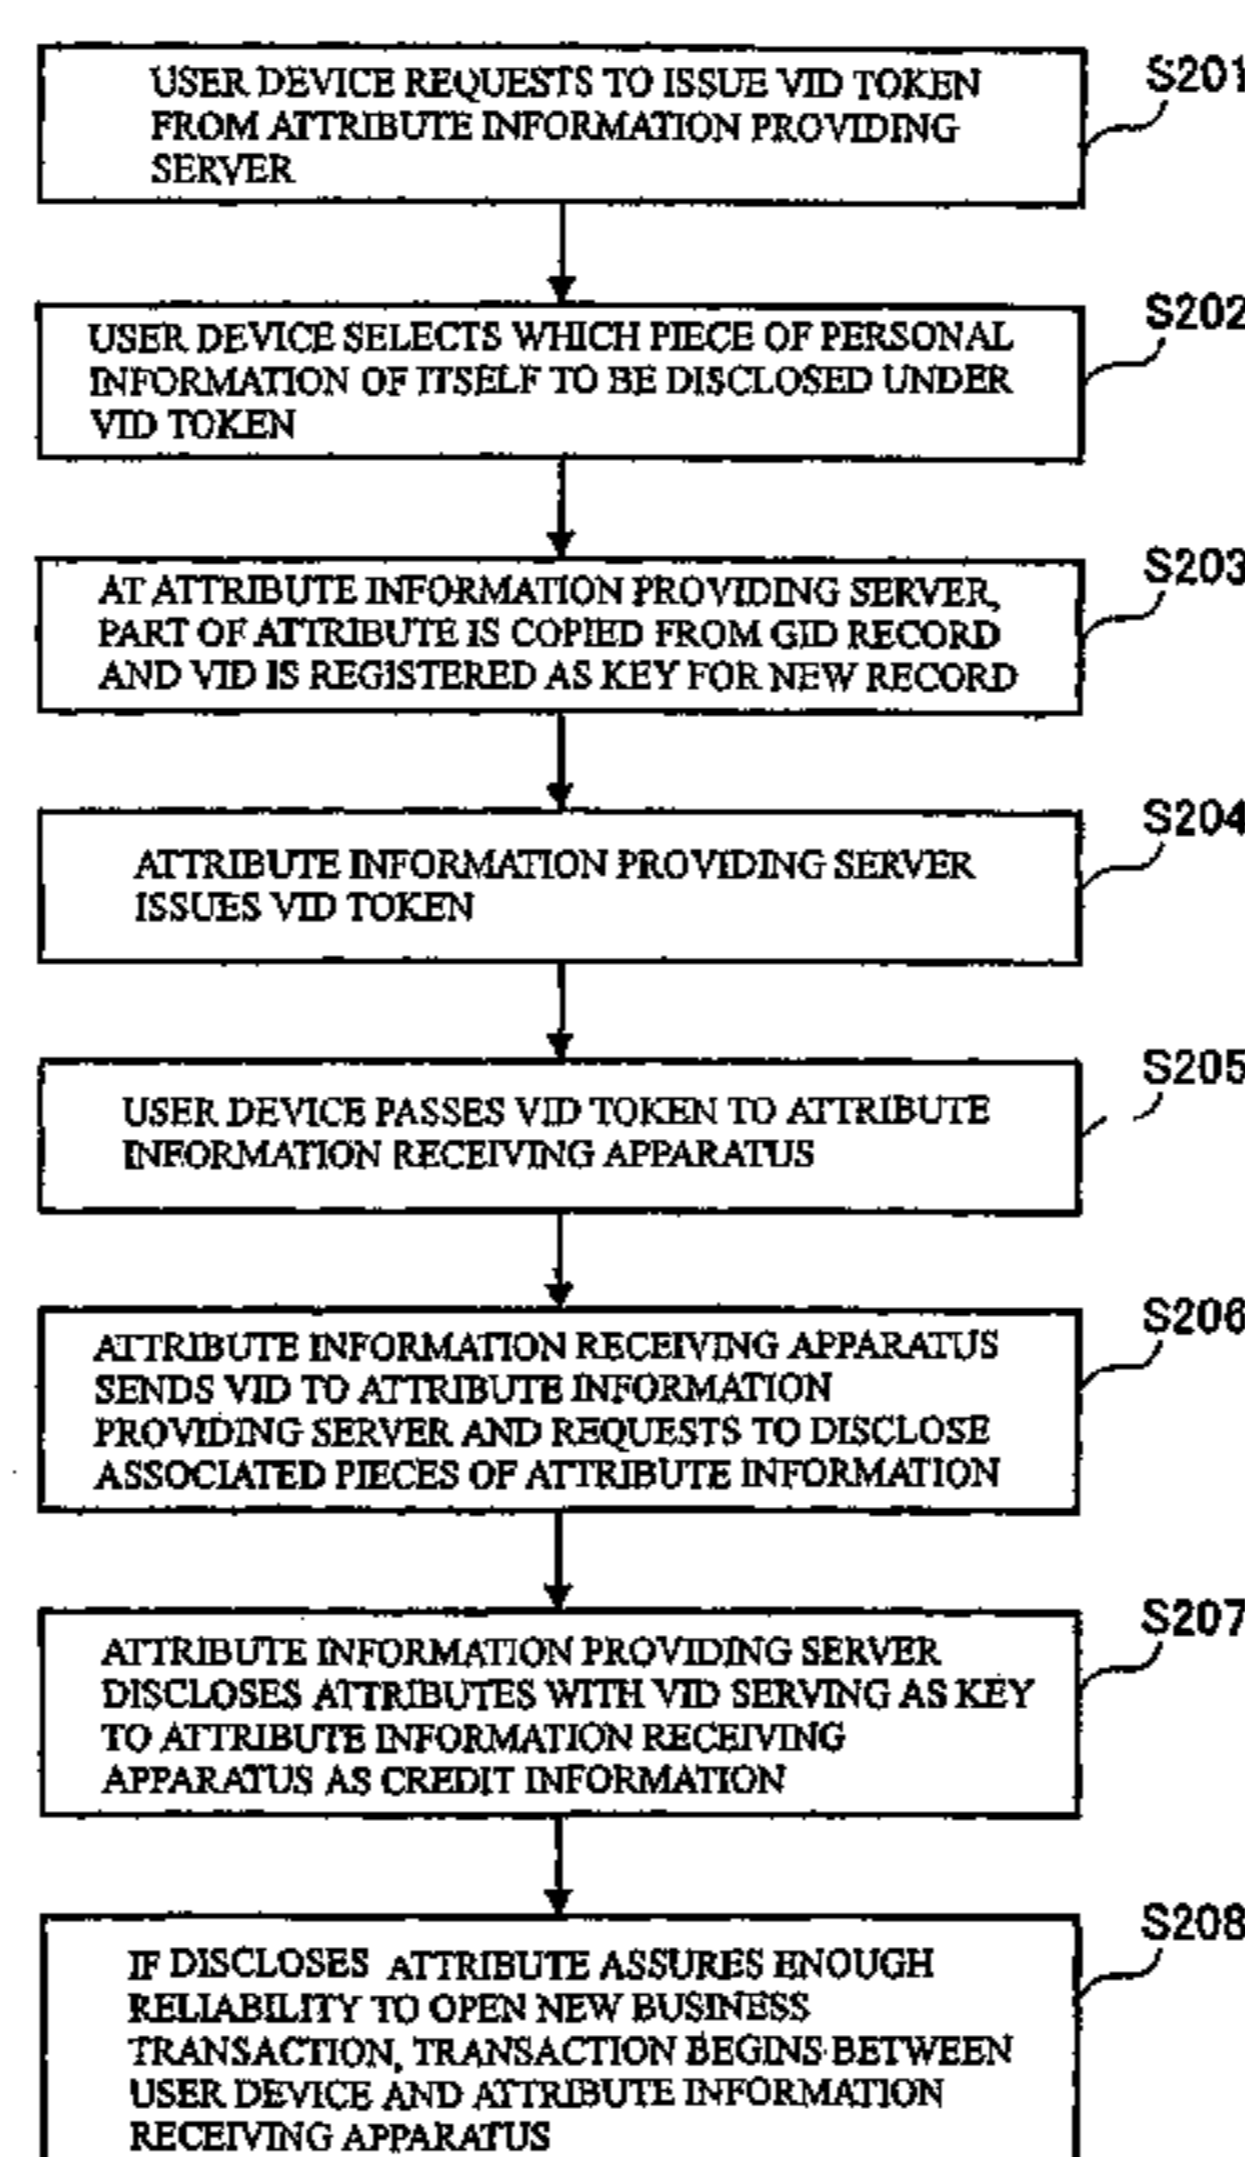 S201
USER DEVICE REQUESTS TO ISSUE VID TOKEN
FROM ATTRIBUTE INFORMATION PROVIDING
SERVER
S202
USER DEVICE SELECTS WHICH PIECE OF PERSONAL
INFORMATION OF ITSELF TO BE DISCLOSED UNDER
VID TOKEN
S203
AT ATTRIBUTE INFORMATION PROVIDING SERVER,
PART OF ATTRIBUTE IS COPIED FROM GID RECORD
AND VID IS REGISTERED AS KEY FOR NEW RECORD
S204
ATTRIBUTE INFORMATION PROVIDING SERVER
ISSUES VID TOKEN
S205
USER DEVICE PASSES VID TOKEN TO ATTRIBUTE
INFORMATION RECEIVING APPARATUS
S206
ATTRIBUTE INFORMATION RECEIVING APPARATUS
SENDS VID TO ATTRIBUTE INFORMATION
PROVIDING SERVER AND REQUESTS TO DISCLOSE
ASSOCIATED PIECES OF ATTRIBUTE INFORMATION
S207
ATTRIBUTE INFORMATION PROVIDING SERVER
DISCLOSES ATTRIBUTES WITH VID SERVING AS KEY
TO ATTRIBUTE INFORMATION RECEIVING
APPARATUS AS CREDIT INFORMATION
S208
IF DISCLOSES ATTRIBUTE ASSURES ENOUGH
RELIABILITY TO OPEN NEW BUSINESS
TRANSACTION, TRANSACTION BEGINS BETWEEN
USER DEVICE AND ATTRIBUTE INFORMATION
RECEIVING APPARATUS